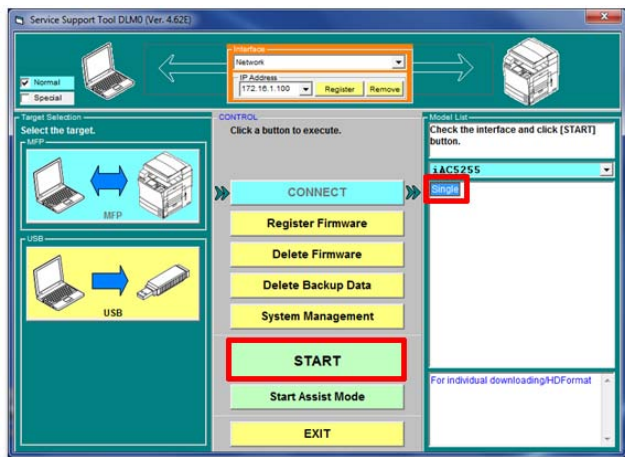 Service Support Tool DLM0 (Ver. 4.62E)
Normal
Special
Interface
Network
IP Address
172.16.1.100
Register
Remove
Target Selection
Select the target.
MFP
MFP
USB
USB
CONTROL
Click a button to execute.
CONNECT
Register Firmware
Delete Firmware
Delete Backup Data
System Management
START
Start Assist Mode
EXIT
Model List
Check the interface and click [START]
button.
iAC5255
Single
For individual downloading/HDFormat